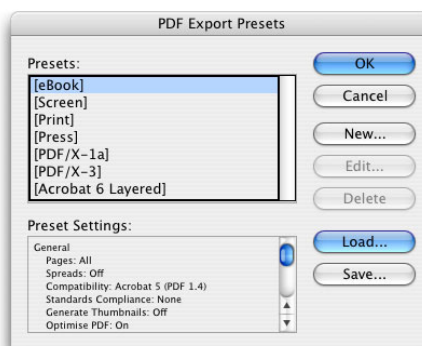 PDF Export Presets
Presets:
[eBook]
[Screen]
[Print]
[Press]
[PDF/X-1a]
[PDF/X-3]
[Acrobat 6 Layered]
OK
Cancel
New...
Edit...
Delete
Preset Settings:
General
Pages: All
Spreads: Off
Compatibility: Acrobat 5 (PDF 1.4)
Standards Compliance: None
Generate Thumbnails: Off
Optimise PDF: On
Load...
Save...